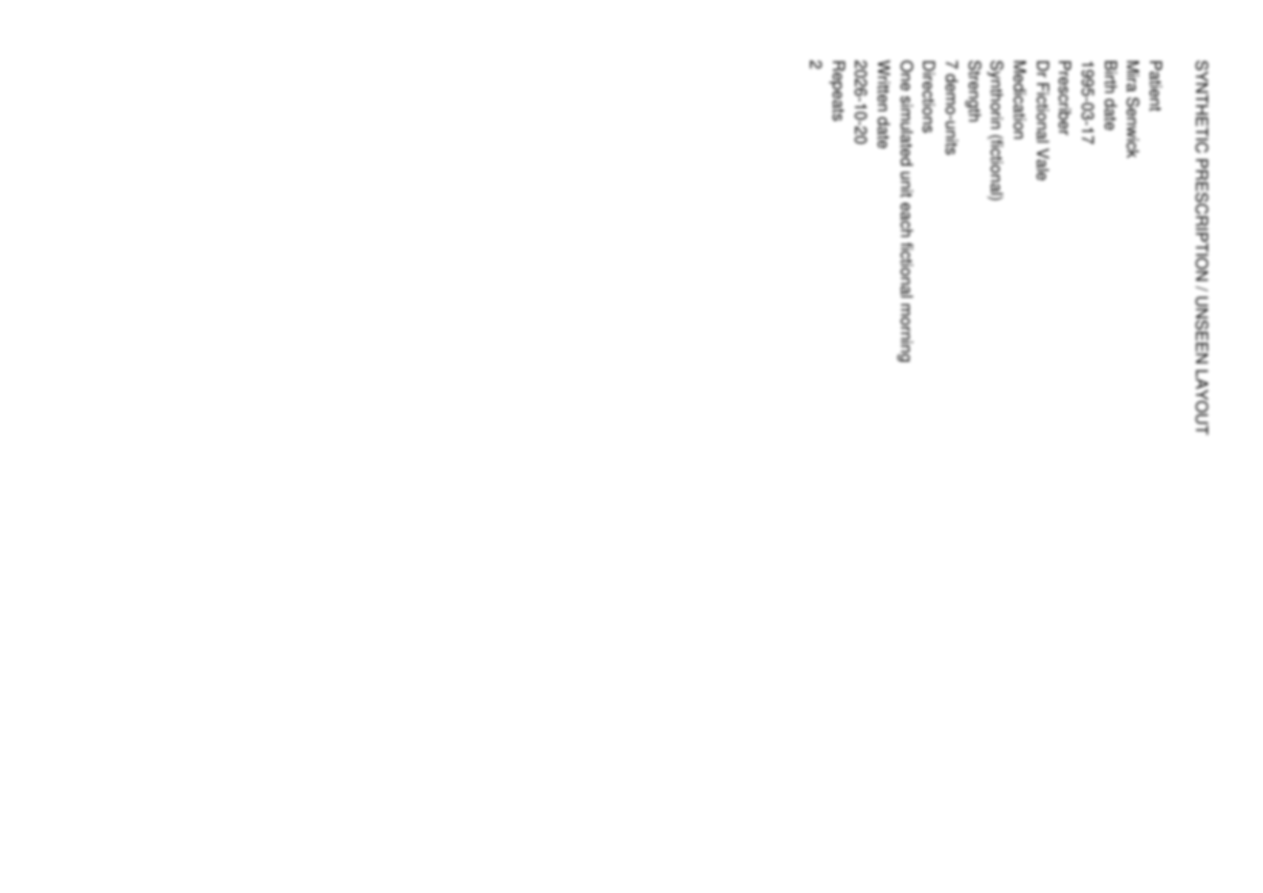 SYNTHETIC PRESCRIPTION / UNSEEN LAYOUT
Patient
Mira Senwick
Birth date
1995-03-17
Prescriber
Dr Fictional Vale
Medication
Synthorin (fictional)
Strength
7 demo-units
Directions
One simulated unit each fictional morning
Written date
2026-10-20
Repeats
2